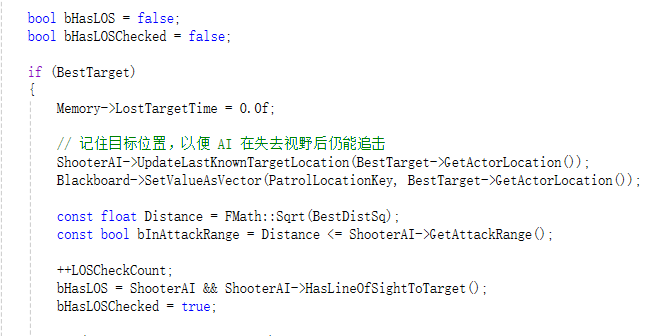 bool bHasLOS = false;
bool bHasLOSChecked = false;
if (BestTarget)
{
Memory->LostTargetTime = 0.0f;
// 记住目标位置，以便 AI 在失去视野后仍能追击
ShooterAI->UpdateLastKnownTargetLocation(BestTarget->GetActorLocation());
Blackboard->SetValueAsVector(PatrolLocationKey, BestTarget->GetActorLocation());
const float Distance = FMath::Sqrt(BestDistSq);
const bool bInAttackRange = Distance <= ShooterAI->GetAttackRange();
++LOSCheckCount;
bHasLOS = ShooterAI && ShooterAI->HasLineOfSightToTarget();
bHasLOSChecked = true;